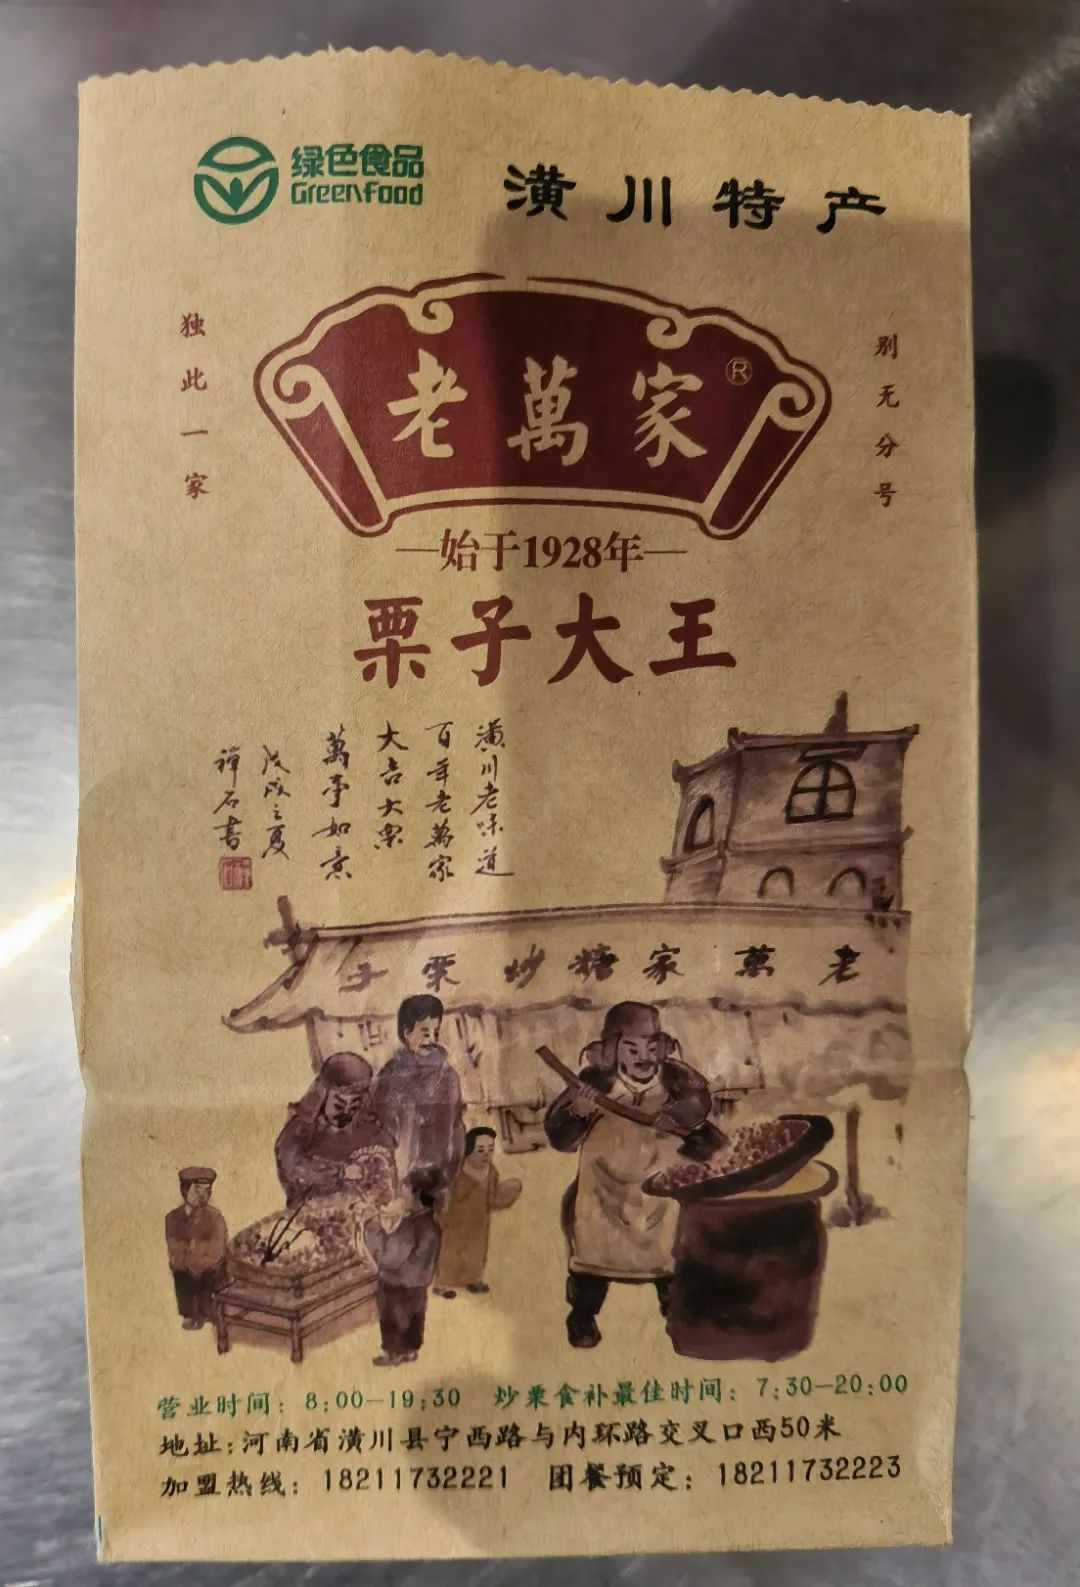 绿色食品
Greenfood
潢川特产
独此一家
老萬家®
别无分号
—始于1928年—
栗子大王
潢川老味道
百年老萬家
大吉大栗
萬事如意
戊戌之夏
禅石書
老萬家糖炒栗子
营业时间：8:00—19:30 炒栗食补最佳时间：7:30—20:00
地址:河南省潢川县宁西路与内环路交叉口西50米
加盟热线：18211732221 团餐预定：18211732223